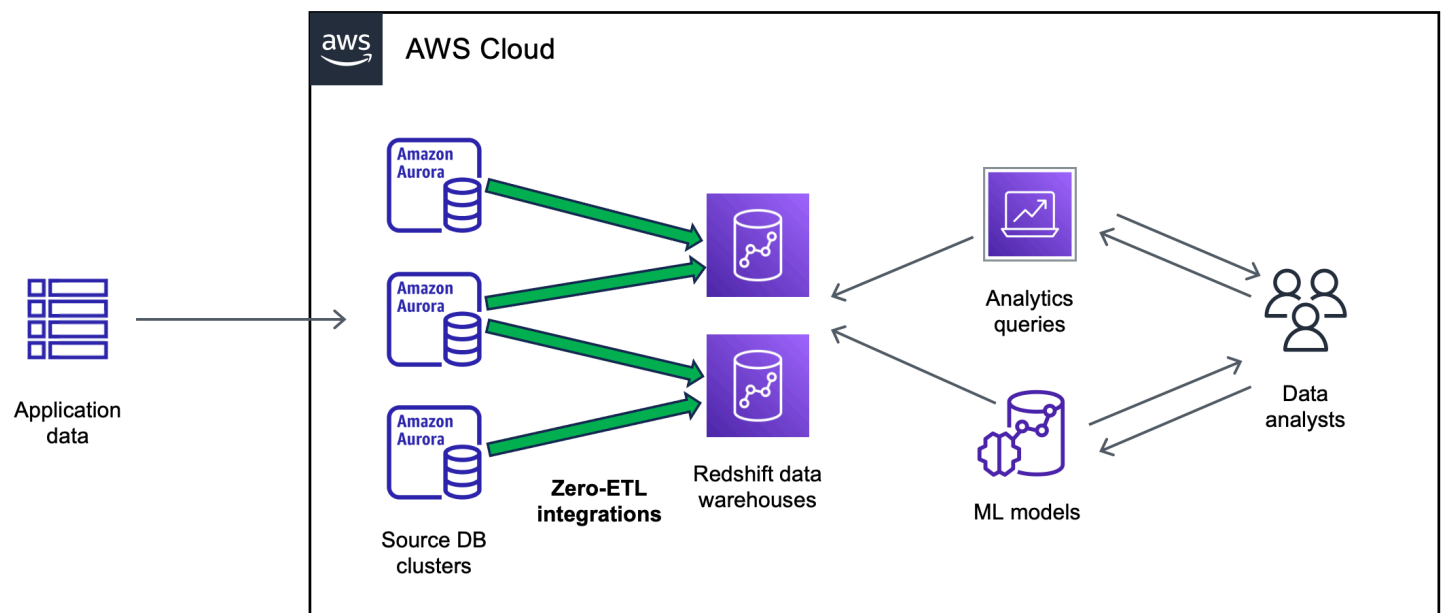 aws
AWS Cloud
Amazon
Aurora
Amazon
Aurora
Amazon
Aurora
Application
data
Source DB
clusters
Zero-ETL
integrations
Redshift data
warehouses
Analytics
queries
ML models
Data
analysts